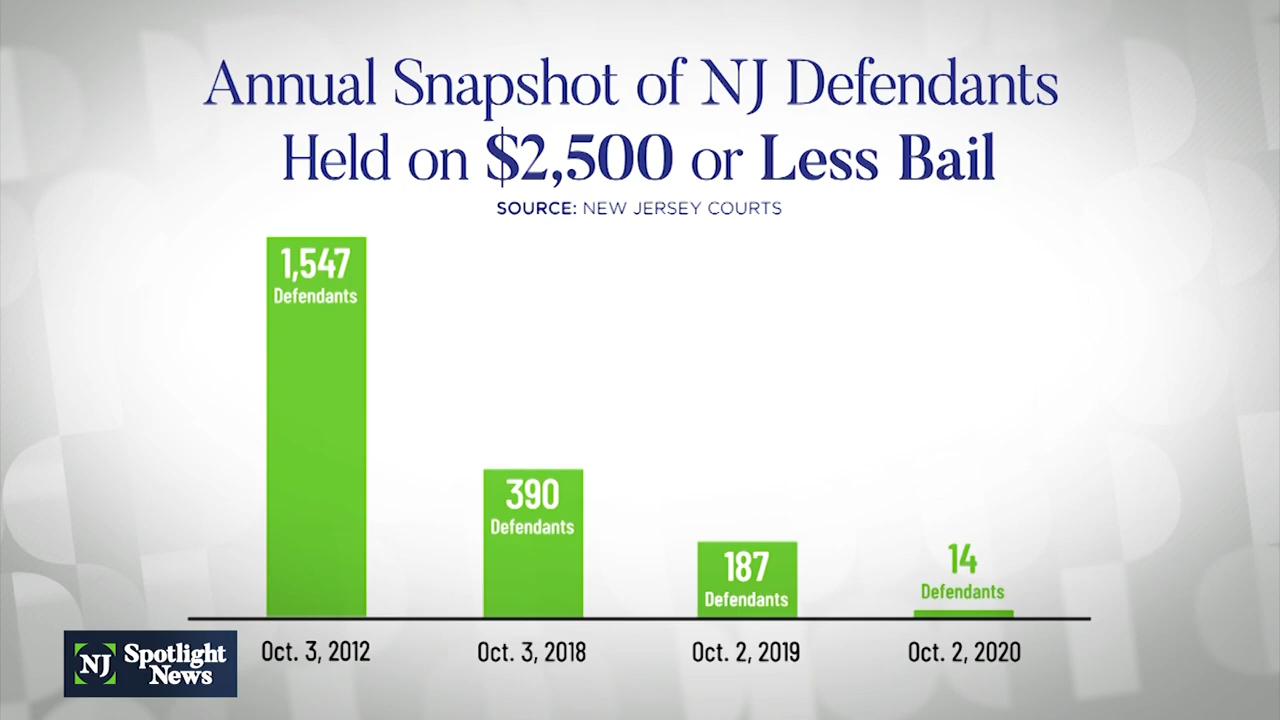 Annual Snapshot of NJ Defendants
Held on $2,500 or Less Bail
SOURCE: NEW JERSEY COURTS
1,547
Defendants
390
Defendants
187
Defendants
14
Defendants
Oct. 3, 2012
Oct. 3, 2018
Oct. 2, 2019
Oct. 2, 2020
NJ Spotlight
News